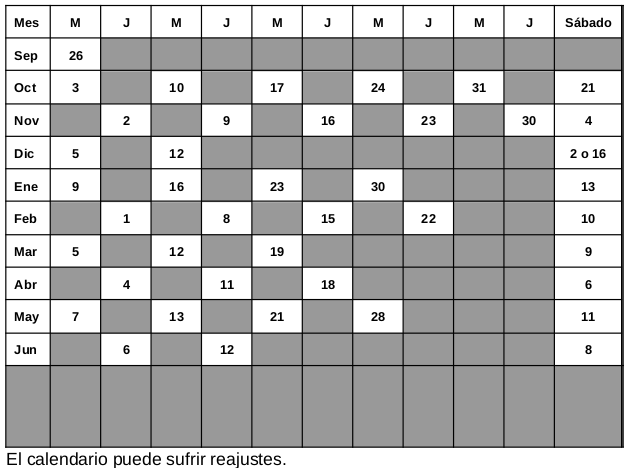 Mes M J M J M J M J M J Sábado
Sep 26
Oct 3 10 17 24 31 21
Nov 2 9 16 23 30 4
Dic 5 12 2 o 16
Ene 9 16 23 30 13
Feb 1 8 15 22 10
Mar 5 12 19 9
Abr 4 11 18 6
May 7 13 21 28 11
Jun 6 12 8
El calendario puede sufrir reajustes.